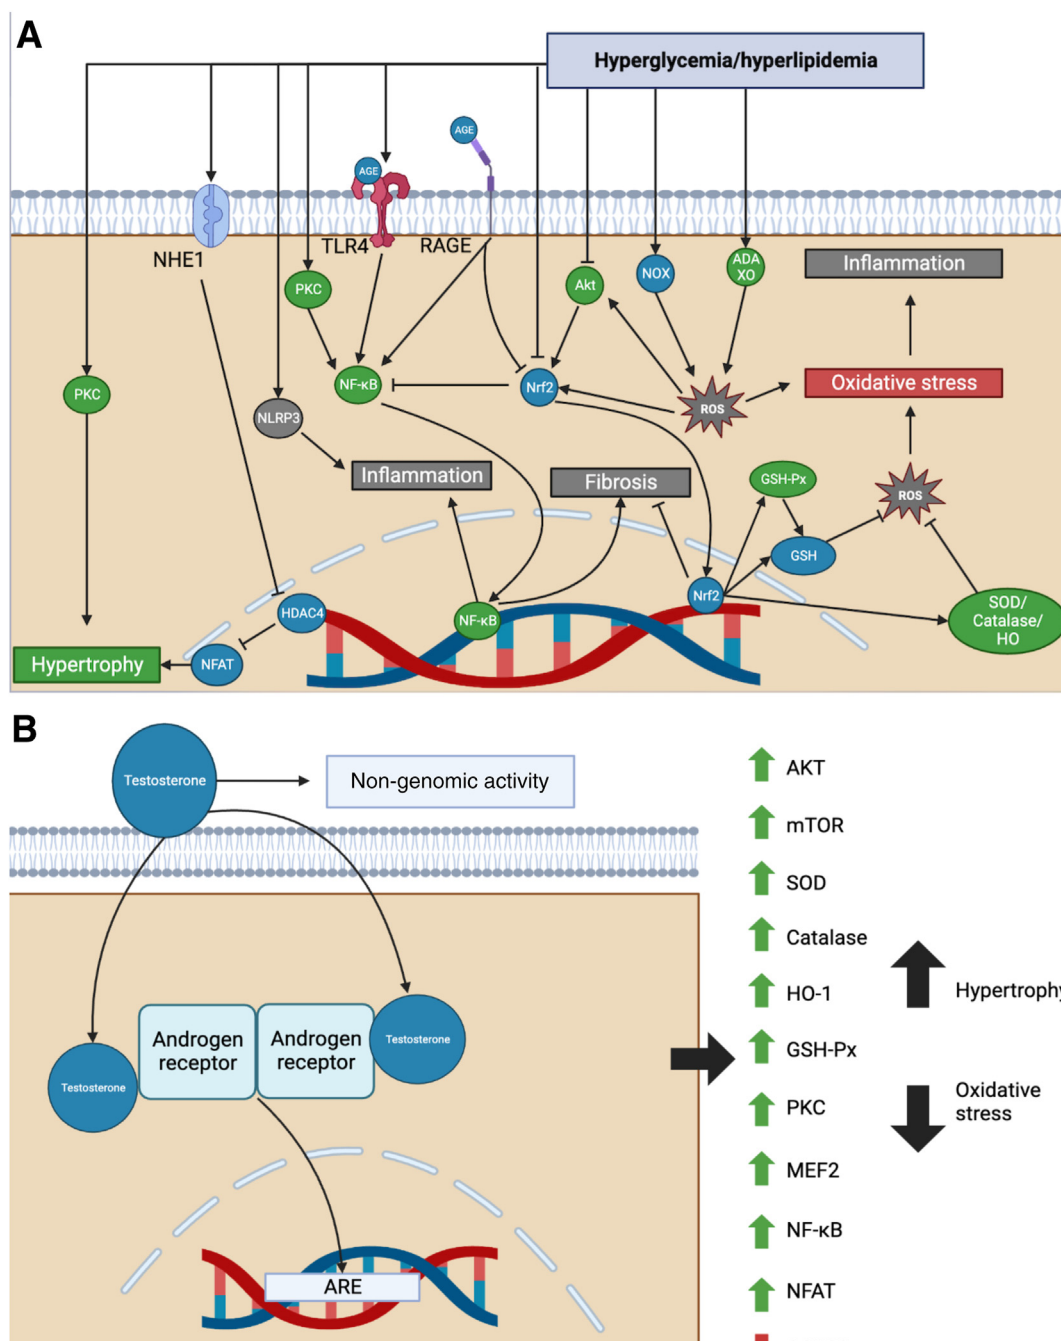 A
Hyperglycemia/hyperlipidemia
AGE
AGE
NHE1
TLR4
RAGE
PKC
Akt
NOX
ADA
XO
Inflammation
PKC
NF-κB
Nrf2
ROS
Oxidative stress
NLRP3
Inflammation
Fibrosis
GSH-Px
ROS
GSH
HDAC4
NF-κB
Nrf2
SOD/
Catalase/
HO
Hypertrophy
NFAT
B
Testosterone
Non-genomic activity
Testosterone
Androgen
receptor
Androgen
receptor
Testosterone
ARE
AKT
mTOR
SOD
Catalase
HO-1
GSH-Px
PKC
MEF2
NF-κB
NFAT
Hypertrophy
Oxidative
stress